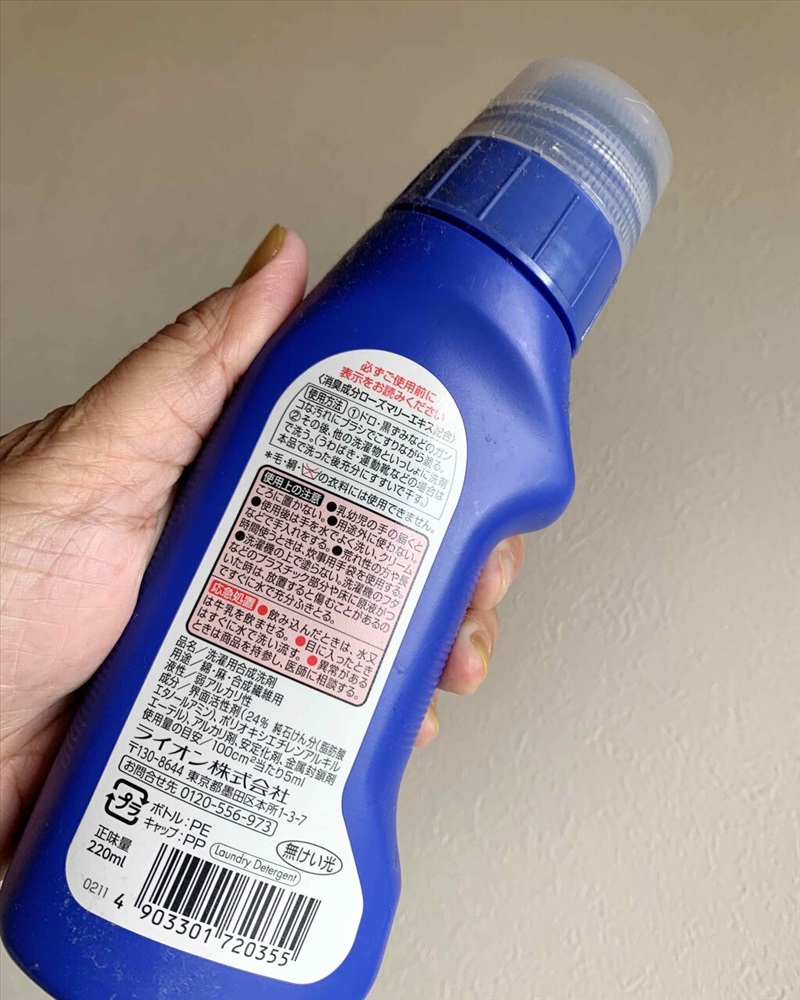 必ずご使用前に
表示をお読みください
〈消臭成分ローズマリーエキス配合〉
使用方法 ①ドロ・黒ずみなどのガン
コな汚れにブラシでこすりながら塗る。
②その後、他の洗濯物といっしょに洗剤
で洗う。(うわばき・運動靴などの場合は
本品で洗った後充分にすすいで干す。)
＊毛・絹・の衣料には使用できません。
使用上の注意 ●乳幼児の手の届くと
ころに置かない。●用途外に使わない。
●使用後は手を水でよく洗い、クリーム
などで手入れをする。●荒れ性の方や長
時間使うときは、炊事用手袋を使用する。
●洗濯機の上で塗らない。洗濯機のフタ
などのプラスチック部分や床に原液がつ
いた時は、放置すると傷むことがあるの
ですぐに水で充分ふきとる。
応急処置 ●飲み込んだときは、水又
は牛乳を飲ませる。●目に入ったとき
はすぐに水で洗い流す。●異常がある
ときは商品を持参し、医師に相談する。
品名／洗濯用合成洗剤
用途／綿・麻・合成繊維用
液性／弱アルカリ性
成分／界面活性剤(24% 純石けん分(脂肪酸
エタノールアミン)、ポリオキシエチレンアルキル
エーテル)、アルカリ剤、安定化剤、金属封鎖剤
使用量の目安／100cm²当たり5ml
ライオン株式会社
〒130-8644 東京都墨田区本所1-3-7
お問合せ先 0120-556-973
プラ
ボトル:PE
キャップ:PP
Laundry Detergent
無けい光
正味量
220ml
0211
4 903301 720355